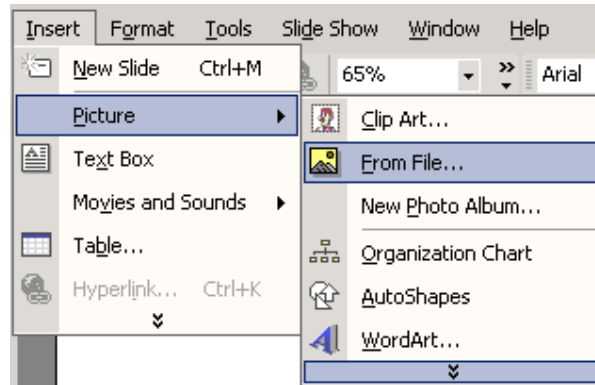 Insert Format Tools Slide Show Window Help
New Slide Ctrl+M
65%
Arial
Picture
Clip Art...
Text Box
From File...
Movies and Sounds
New Photo Album...
Table...
Organization Chart
Hyperlink... Ctrl+K
AutoShapes
WordArt...